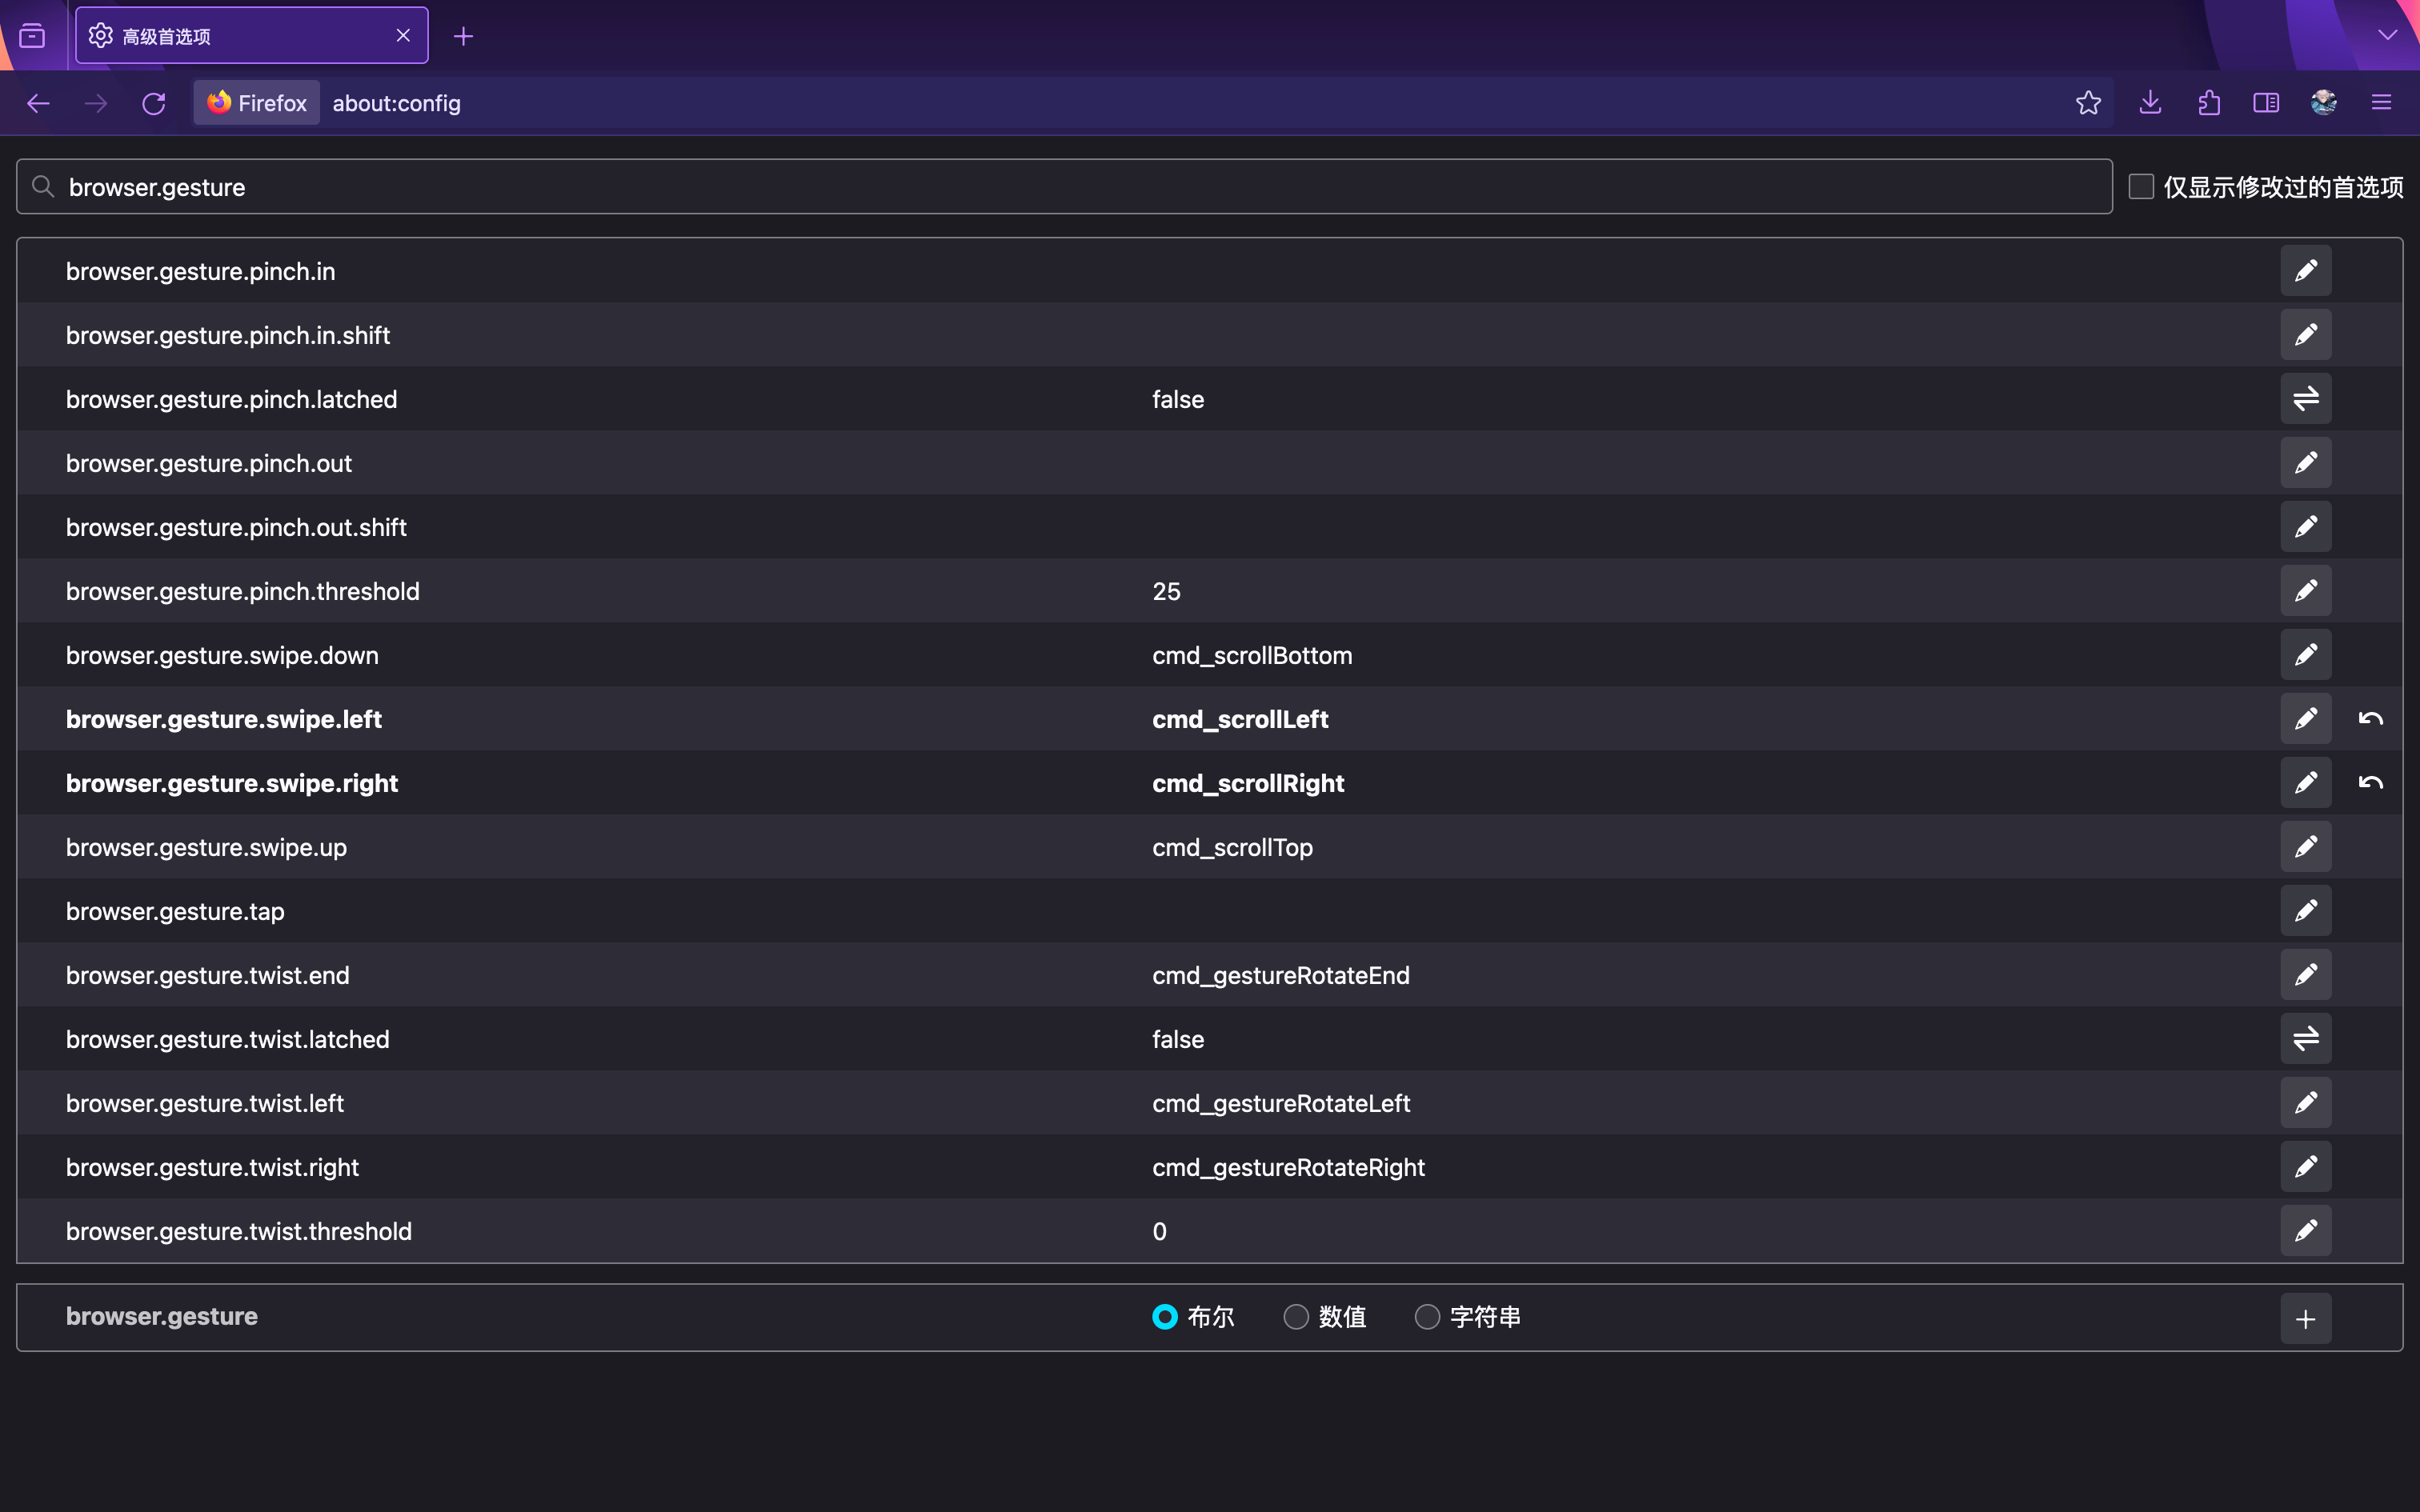 高级首选项
Firefox about:config
browser.gesture 仅显示修改过的首选项
browser.gesture.pinch.in
browser.gesture.pinch.in.shift
browser.gesture.pinch.latched false
browser.gesture.pinch.out
browser.gesture.pinch.out.shift
browser.gesture.pinch.threshold 25
browser.gesture.swipe.down cmd_scrollBottom
browser.gesture.swipe.left cmd_scrollLeft
browser.gesture.swipe.right cmd_scrollRight
browser.gesture.swipe.up cmd_scrollTop
browser.gesture.tap
browser.gesture.twist.end cmd_gestureRotateEnd
browser.gesture.twist.latched false
browser.gesture.twist.left cmd_gestureRotateLeft
browser.gesture.twist.right cmd_gestureRotateRight
browser.gesture.twist.threshold 0
browser.gesture 布尔 数值 字符串